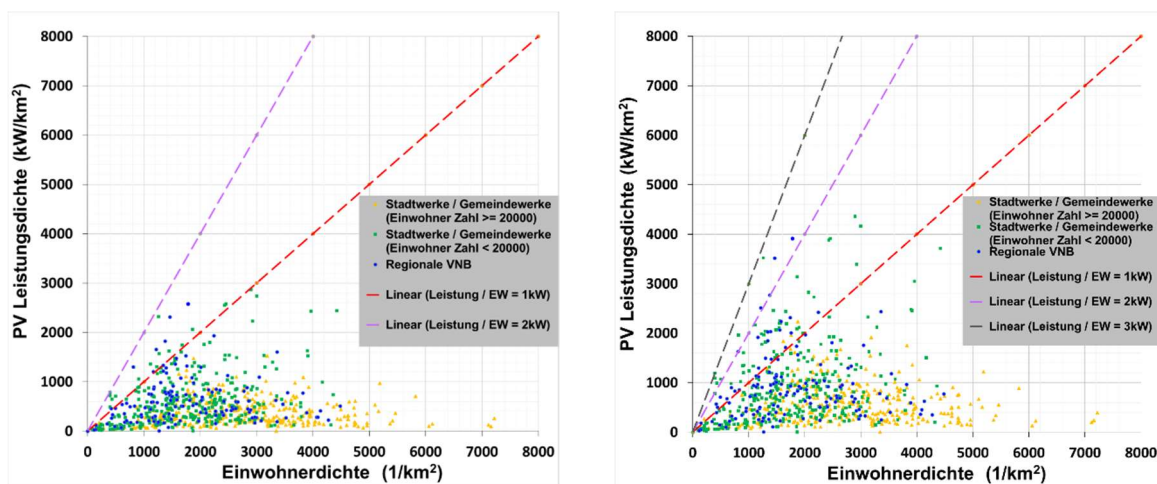 PV Leistungsdichte (kW/km²)
8000
7000
6000
5000
4000
3000
2000
1000
0
0
1000
2000
3000
4000
5000
6000
7000
8000
Einwohnerdichte (1/km²)
Stadtwerke / Gemeindewerke
(Einwohner Zahl >= 20000)
Stadtwerke / Gemeindewerke
(Einwohner Zahl < 20000)
Regionale VNB
Linear (Leistung / EW = 1kW)
Linear (Leistung / EW = 2kW)
PV Leistungsdichte (kW/km²)
8000
7000
6000
5000
4000
3000
2000
1000
0
0
1000
2000
3000
4000
5000
6000
7000
8000
Einwohnerdichte (1/km²)
Stadtwerke / Gemeindewerke
(Einwohner Zahl >= 20000)
Stadtwerke / Gemeindewerke
(Einwohner Zahl < 20000)
Regionale VNB
Linear (Leistung / EW = 1kW)
Linear (Leistung / EW = 2kW)
Linear (Leistung / EW = 3kW)